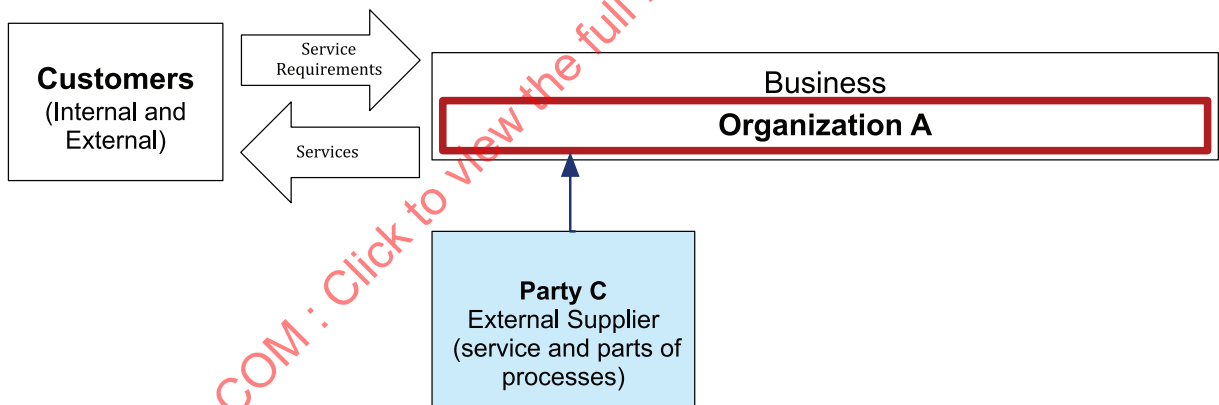 Customers
(Internal and
External)
Service
Requirements
Services
Business
Organization A
Party C
External Supplier
(service and parts of
processes)
COM : Click to view the full